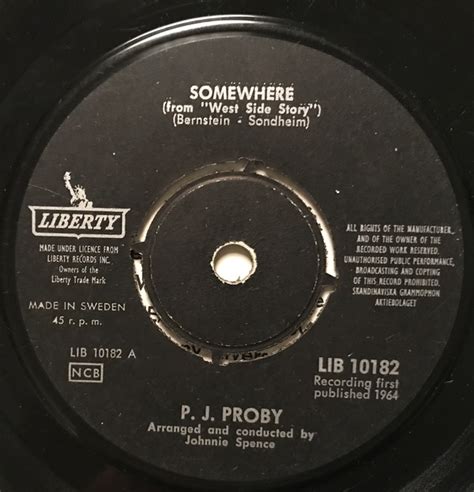 SOMEWHERE
(from "West Side Story")
(Bernstein - Sondheim)
LIBERTY
MADE UNDER LICENCE FROM
LIBERTY RECORDS INC.
Owners of the
Liberty Trade Mark
MADE IN SWEDEN
45 r. p. m.
LIB 10182 A
NCB
ALL RIGHTS OF THE MANUFACTURER,
AND OF THE OWNER OF THE
RECORDED WORK RESERVED.
UNAUTHORISED PUBLIC PERFORMANCE,
BROADCASTING AND COPYING
OF THIS RECORD PROHIBITED.
SKANDINAVISKA GRAMMOPHON
AKTIEBOLAGET
LIB 10182
Recording first
published 1964
P. J. PROBY
Arranged and conducted by
Johnnie Spence